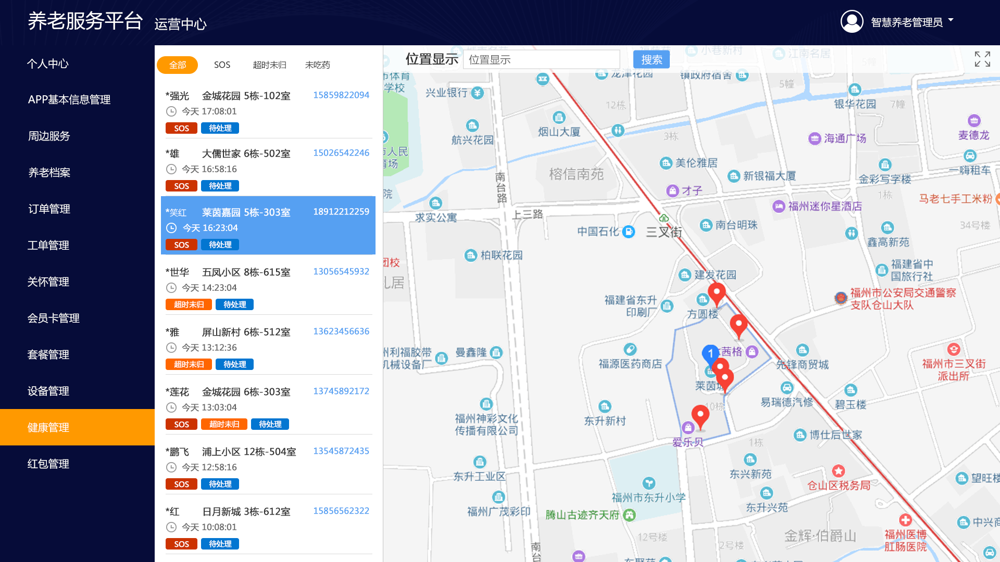 养老服务平台 运营中心
智慧养老管理员
个人中心
APP基本信息管理
周边服务
养老档案
订单管理
工单管理
关怀管理
会员卡管理
套餐管理
设备管理
健康管理
红包管理
全部 SOS 超时未归 未吃药
*强光 金城花园 5栋-102室 15859822094
今天 17:08:01
SOS 待处理
*雄 大儒世家 6栋-502室 15026542246
今天 16:58:16
SOS 待处理
*笑红 莱茵嘉园 5栋-303室 18912212259
今天 16:23:04
SOS 待处理
*世华 五凤小区 8栋-615室 13056545932
今天 14:23:04
超时未归 待处理
*雅 屏山新村 6栋-512室 13623456636
今天 13:12:36
超时未归 待处理
*莲花 金城花园 6栋-303室 13745892172
今天 13:03:04
SOS 超时未归 待处理
*鹏飞 浦上小区 12栋-504室 13545872435
今天 12:58:16
SOS 待处理
*红 日月新城 3栋-612室 15856562322
今天 10:08:01
SOS 待处理
位置显示 位置显示 搜索
小巷新村
江南名居
5幢
市体育
学校
龙津花园
镇政府宿舍
5幢
兴业银行
12栋
银华花园
7幢
烟山大厦
航兴花园
3栋
海通广场
麦德龙
市人民
育场
美伦雅居
榕信南苑
新银福大厦
金彩写字楼
一嗨租车
南台路
院
才子
1栋
马老七手工米粉
福州迷你星酒店
求实公寓
上三路
中国石化
三叉街
南台明珠
34号楼
鑫高新苑
柏联花园
团校
福建省中
国旅行社
建发花园
儿居
福州市公安局交通警察
支队仓山大队
福建省东升
印刷厂
方圆楼
州利福胶带
机械设备厂
曼鑫隆
福源医药商店
1
茜格
先锋商贸城
福州市三叉街
派出所
莱茵城
易瑞德汽修
碧玉楼
10栋
福州神彩文化
传播有限公司
东升新村
爱乐贝
1栋
博仕后世家
东升工业区
东兴新苑
仓山区税务局
望旺楼
福州市东升小学
福州广茂彩印
东升兴苑
腾山古迹齐天府
12号楼
2号楼
金辉·伯爵山
福州医博
肛肠医院
中兴商
南台